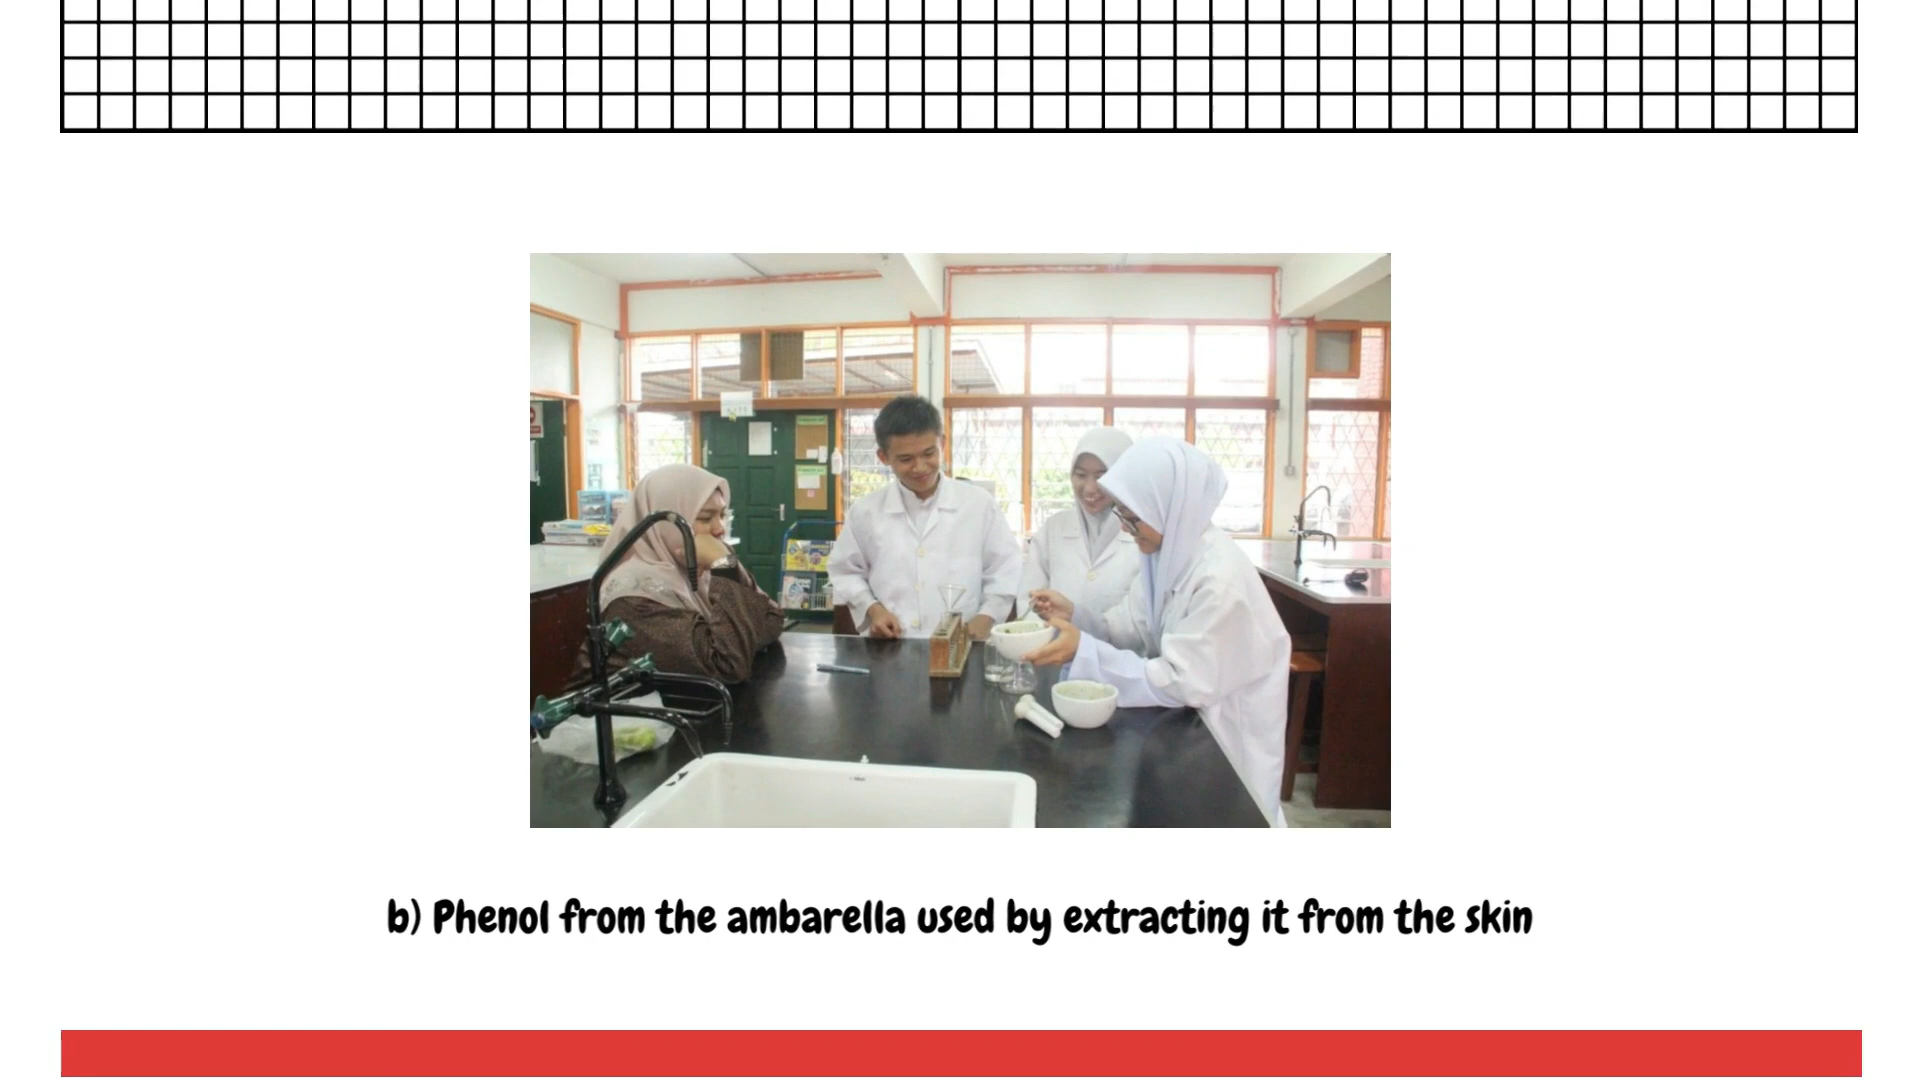 b) Phenol from the ambarella used by extracting it from the skin